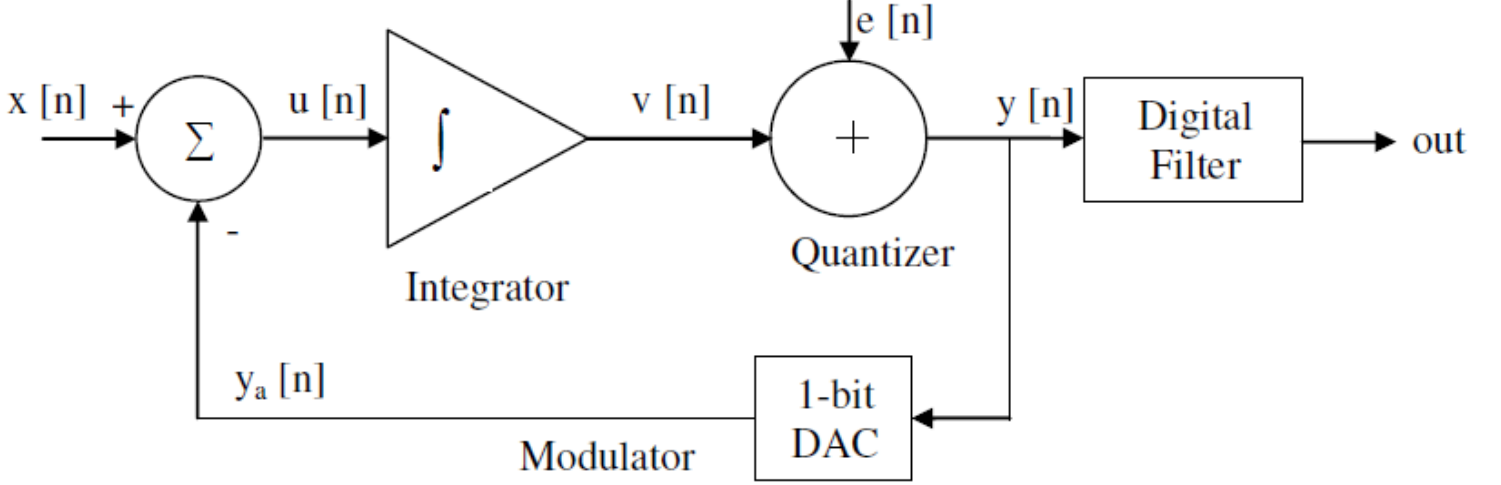 e [n]
x [n] +
Σ
u [n]
∫
v [n]
+
y [n]
Digital
Filter
out
-
Quantizer
Integrator
yₐ [n]
1-bit
DAC
Modulator